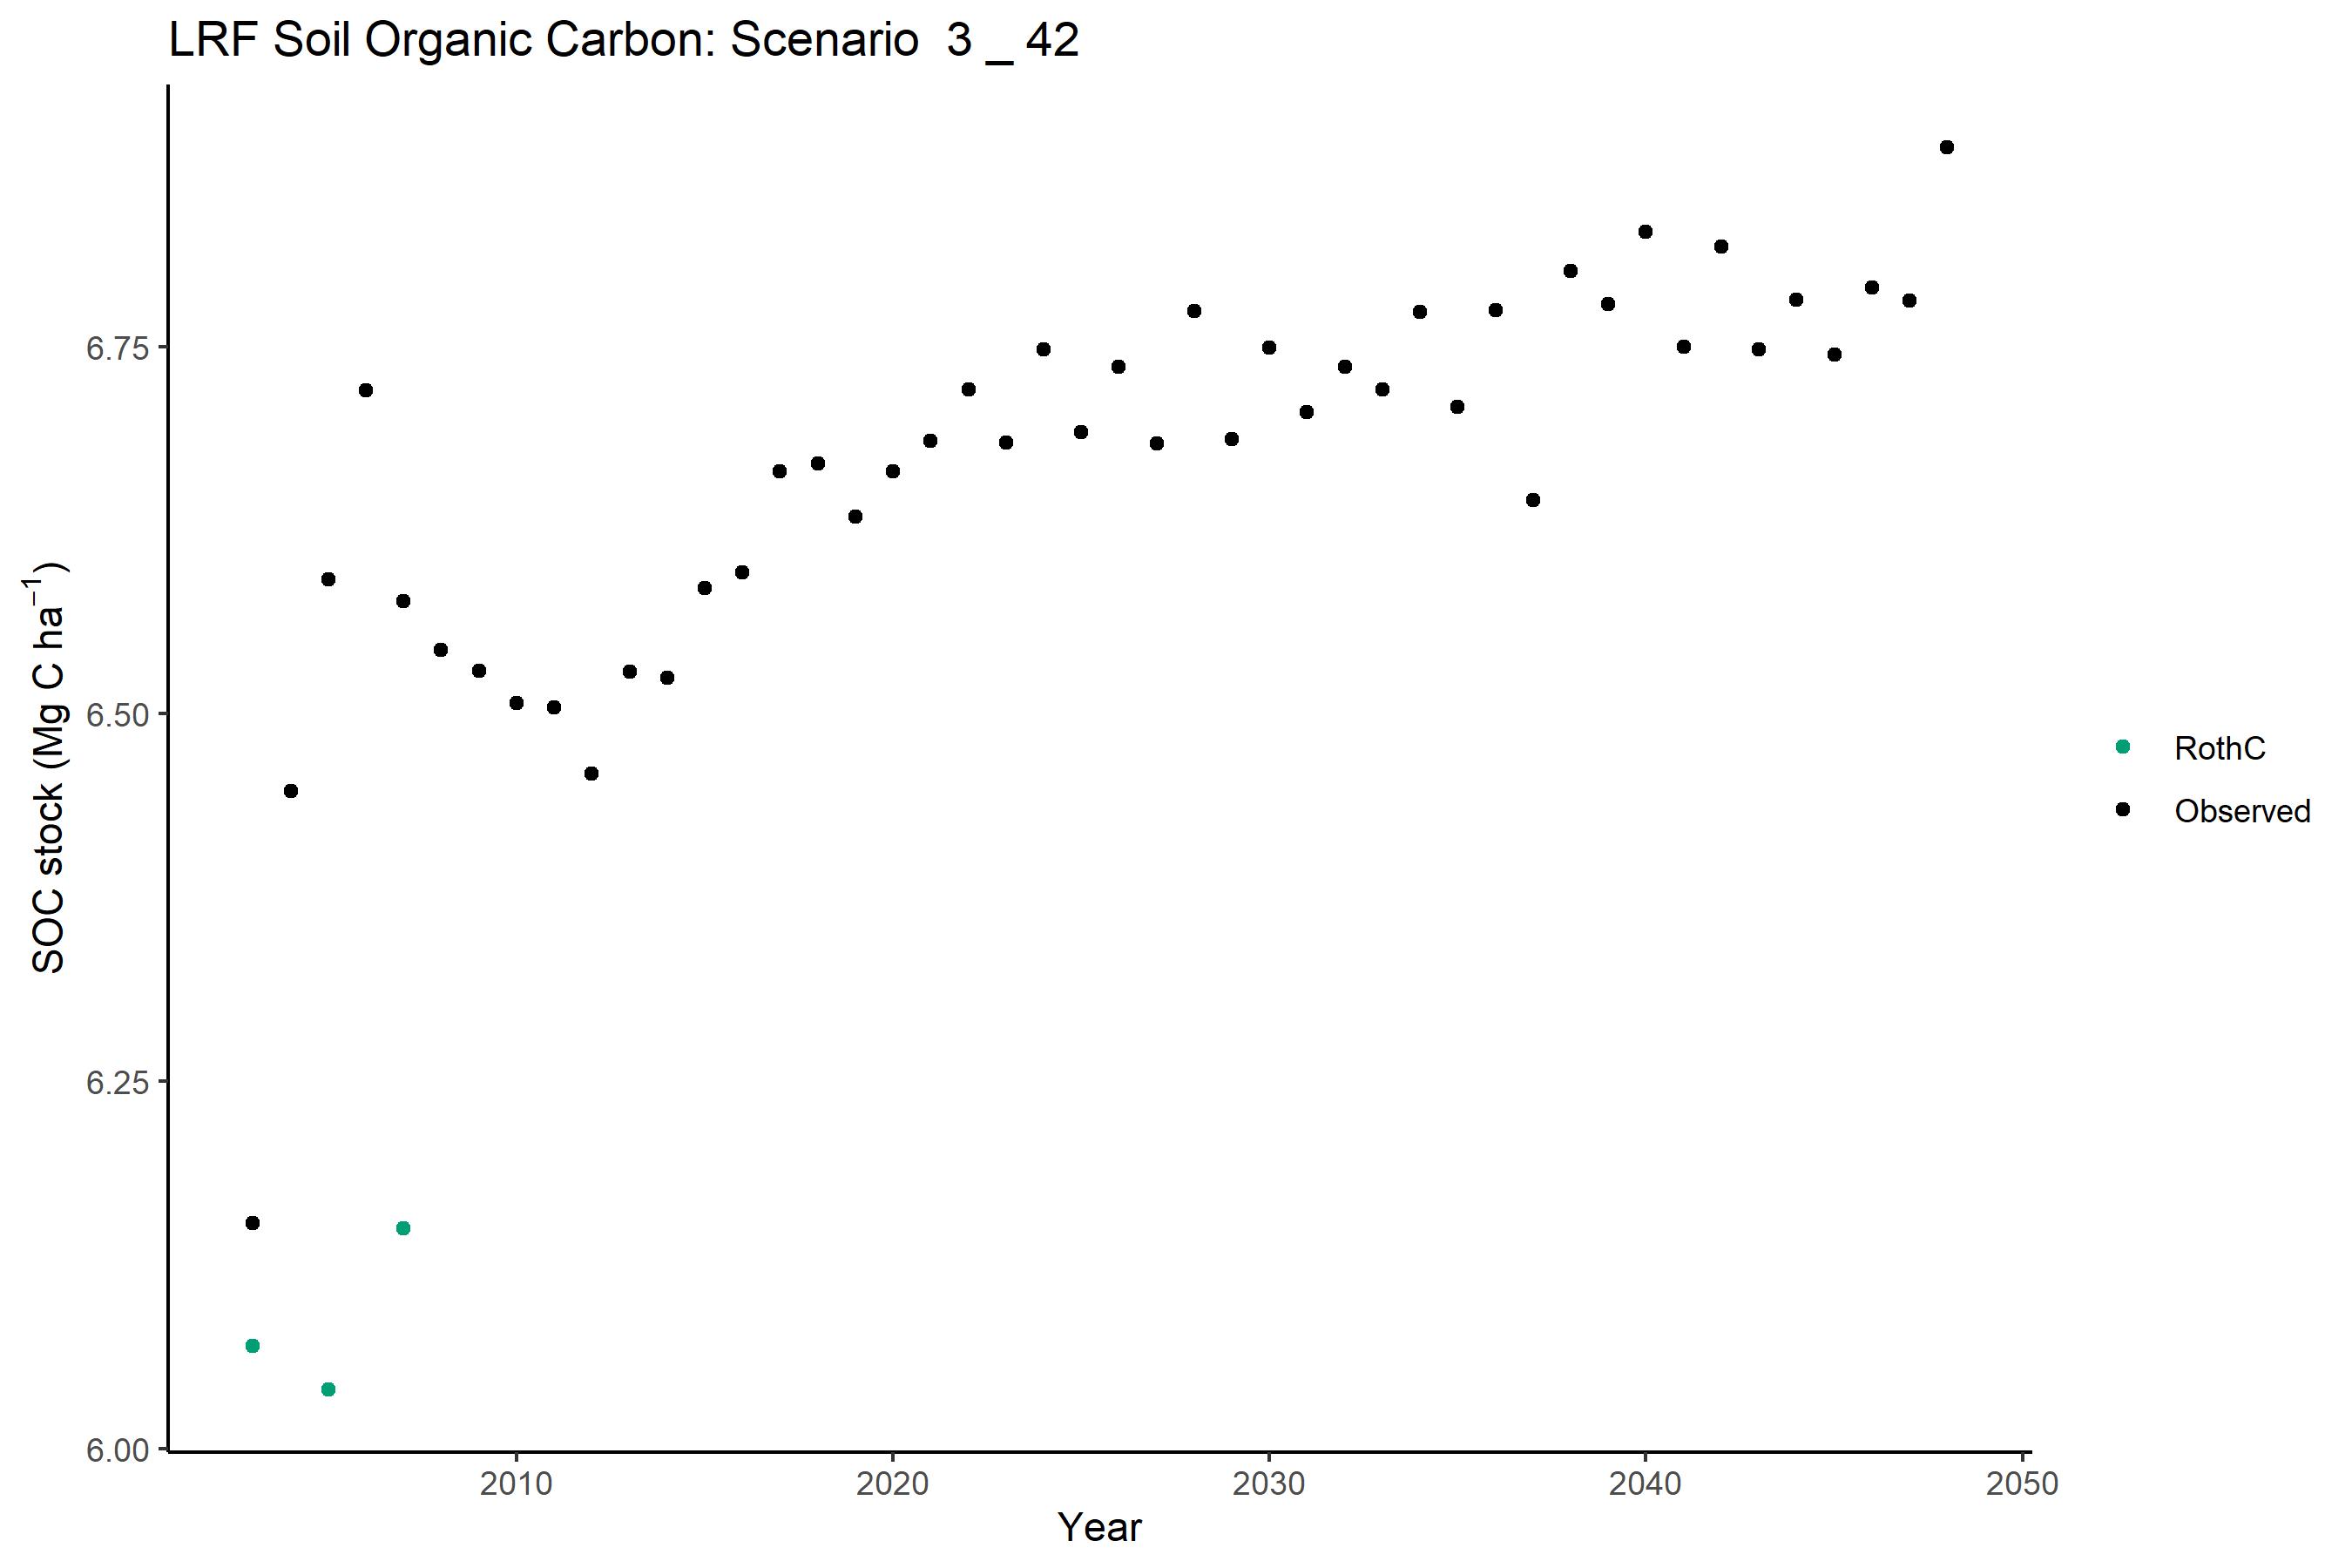 LRF Soil Organic Carbon: Scenario  3 _ 42
SOC stock (Mg C ha⁻¹)
6.75
6.50
6.25
6.00
2010
2020
2030
2040
2050
Year
RothC
Observed